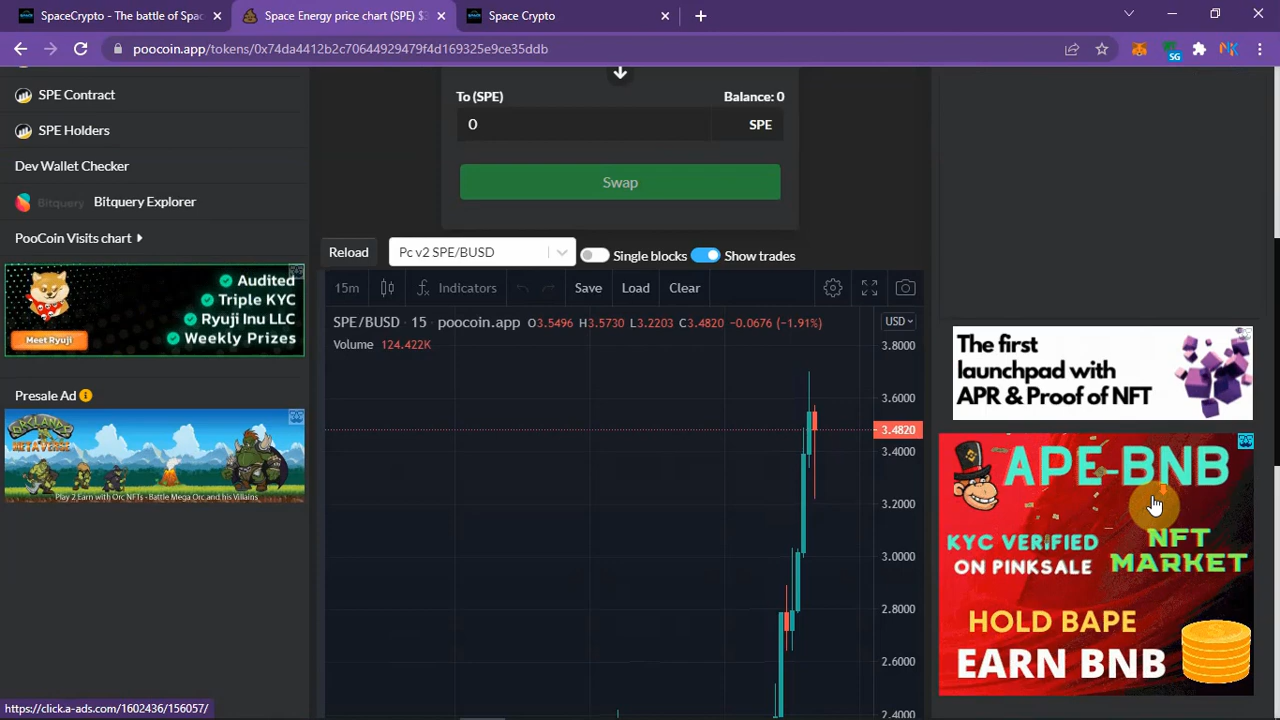 SpaceCrypto - The battle of Spac
Space Energy price chart (SPE) $3
Space Crypto
poocoin.app/tokens/0x74da4412b2c70644929479f4d169325e9ce35ddb
SG
NK
SPE Contract
SPE Holders
Dev Wallet Checker
Bitquery Bitquery Explorer
PooCoin Visits chart
Audited
Triple KYC
Ryuji Inu LLC
Weekly Prizes
Meet Ryuji
Presale Ad
ORCLANDS
METAVERSE
Play 2 Earn with Orc NFTs - Battle Mega Orc and his Villains
To (SPE) Balance: 0
0 SPE
Swap
Reload Pc v2 SPE/BUSD Single blocks Show trades
15m Indicators Save Load Clear
SPE/BUSD · 15 · poocoin.app O3.5496 H3.5730 L3.2203 C3.4820 -0.0676 (-1.91%)
Volume 124.422K
USD
3.8000
3.6000
3.4820
3.4000
3.2000
3.0000
2.8000
2.6000
2.4000
The first
launchpad with
APR & Proof of NFT
APE-BNB
KYC VERIFIED
ON PINKSALE
NFT
MARKET
HOLD BAPE
EARN BNB
https://click.a-ads.com/1602436/156057/